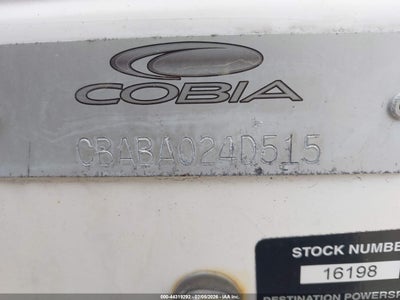 COBIA
CBABA024D515
STOCK NUMBE
16198
DESTINATION POWERSP
000-44319292 / 02/05/2026 - IAA Inc.